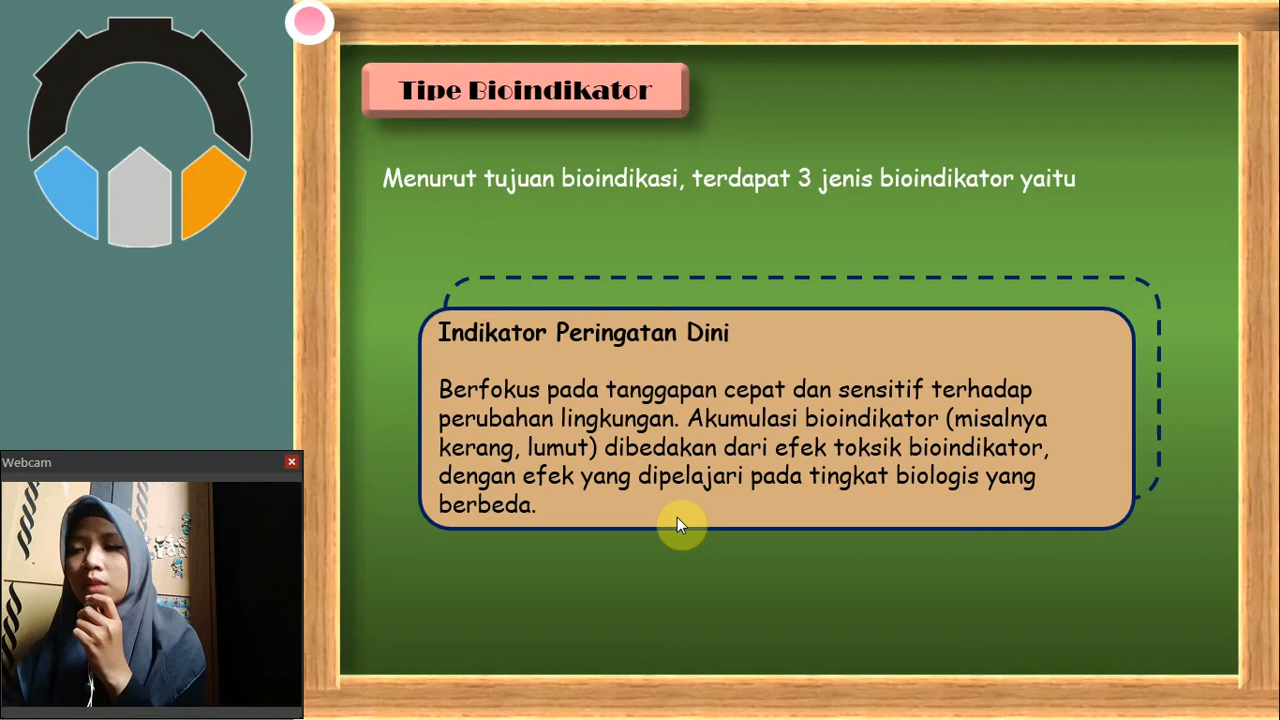 Tipe Bioindikator
Menurut tujuan bioindikasi, terdapat 3 jenis bioindikator yaitu
Indikator Peringatan Dini
Berfokus pada tanggapan cepat dan sensitif terhadap
perubahan lingkungan. Akumulasi bioindikator (misalnya
kerang, lumut) dibedakan dari efek toksik bioindikator,
dengan efek yang dipelajari pada tingkat biologis yang
berbeda.
Webcam